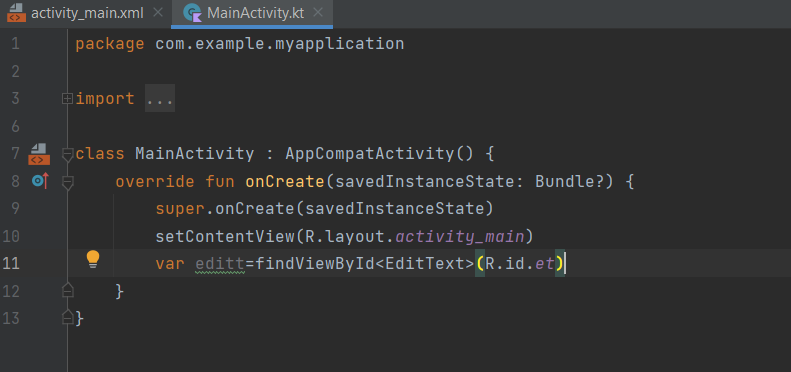 activity_main.xml MainActivity.kt
1 package com.example.myapplication
2
3 import ...
6
7 class MainActivity : AppCompatActivity() {
8 override fun onCreate(savedInstanceState: Bundle?) {
9 super.onCreate(savedInstanceState)
10 setContentView(R.layout.activity_main)
11 var editt=findViewById<EditText>(R.id.et)
12 }
13 }